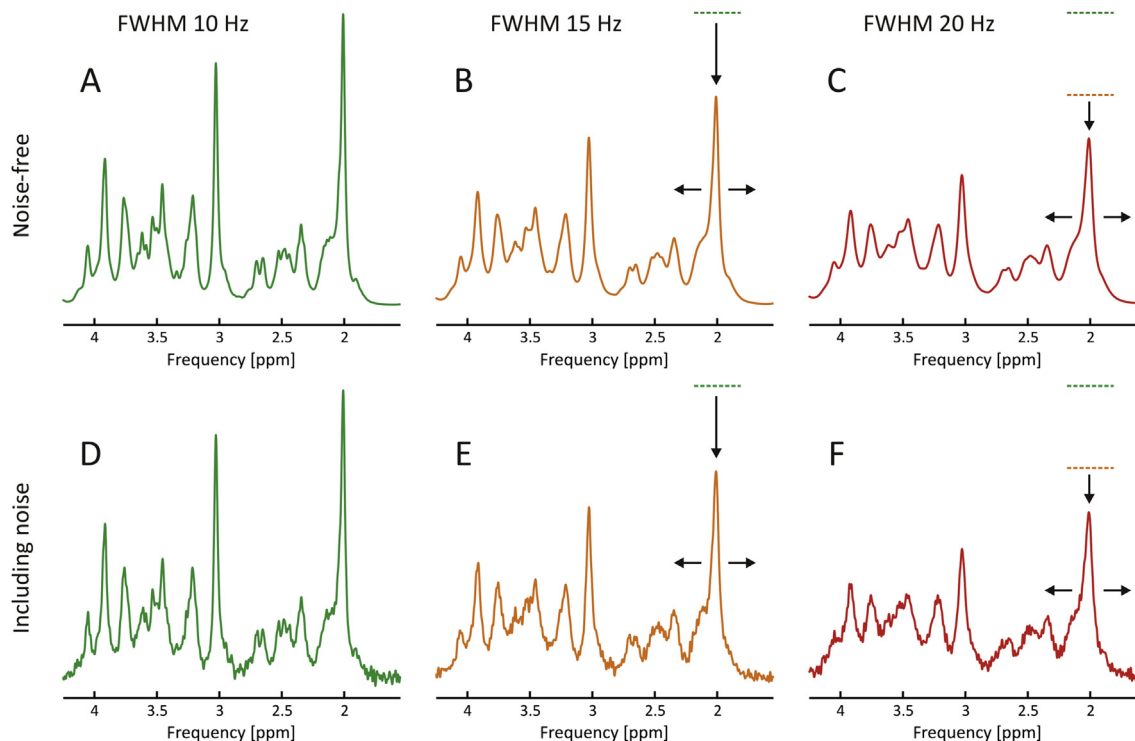 FWHM 10 Hz
FWHM 15 Hz
FWHM 20 Hz
Noise-free
A
B
C
4 3.5 3 2.5 2
4 3.5 3 2.5 2
4 3.5 3 2.5 2
Frequency [ppm]
Frequency [ppm]
Frequency [ppm]
Including noise
D
E
F
4 3.5 3 2.5 2
4 3.5 3 2.5 2
4 3.5 3 2.5 2
Frequency [ppm]
Frequency [ppm]
Frequency [ppm]